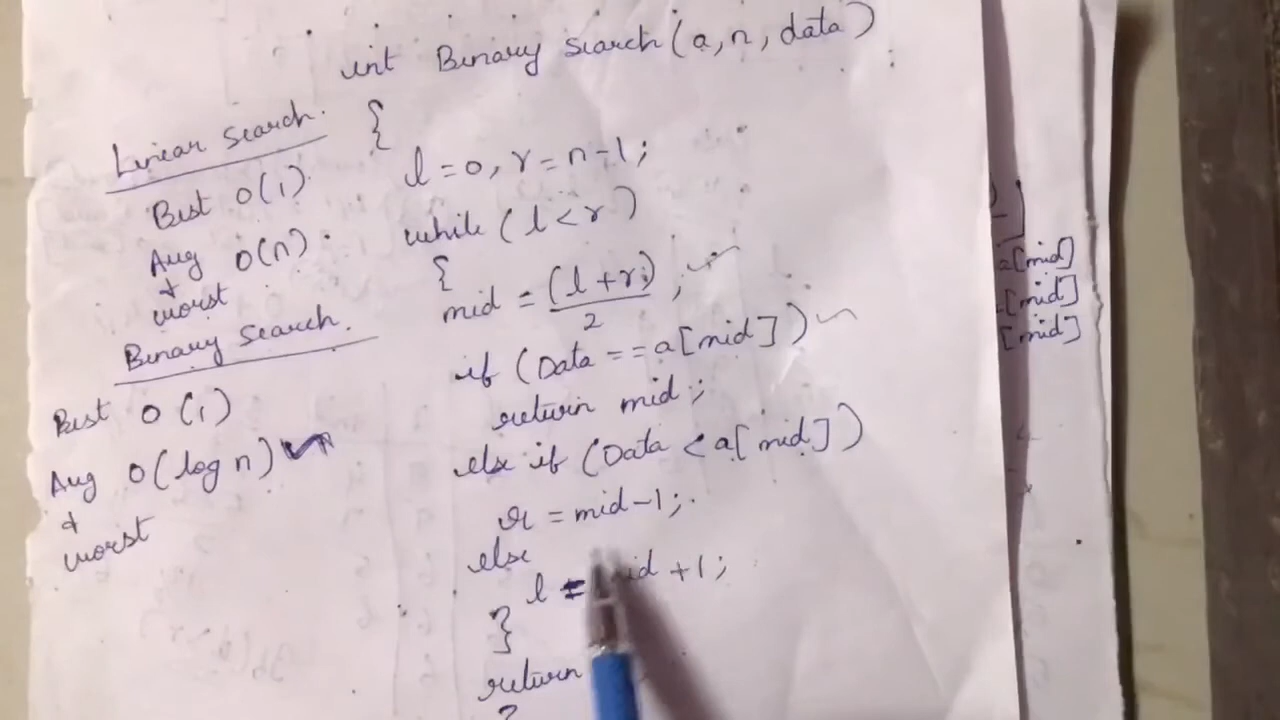 int Binary Search(a,n,data)
{
l=0,r=n-1;
while(l<r)
{
mid = (l+r)/2;
if (Data==a[mid])
return mid;
else if (Data<a[mid])
r=mid-1;
else
l=mid+1;
}
return
}
Linear Search.
Best O(1)
Avg O(n).
&
worst
Binary Search.
Best O(1)
Avg O(log n)
&
worst
a[mid]
[mid]
[mid]